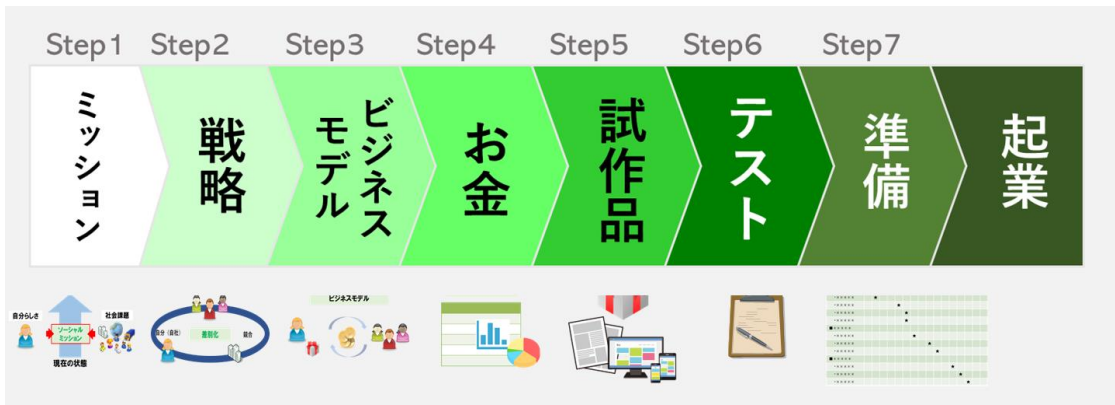 Step1
Step2
Step3
Step4
Step5
Step6
Step7
ミッション
戦略
ビジネス
モデル
お金
試作品
テスト
準備
起業
自分らしさ
ソーシャル
ミッション
社会課題
現在の状態
自分（自社）
差別化
競合
ビジネスモデル